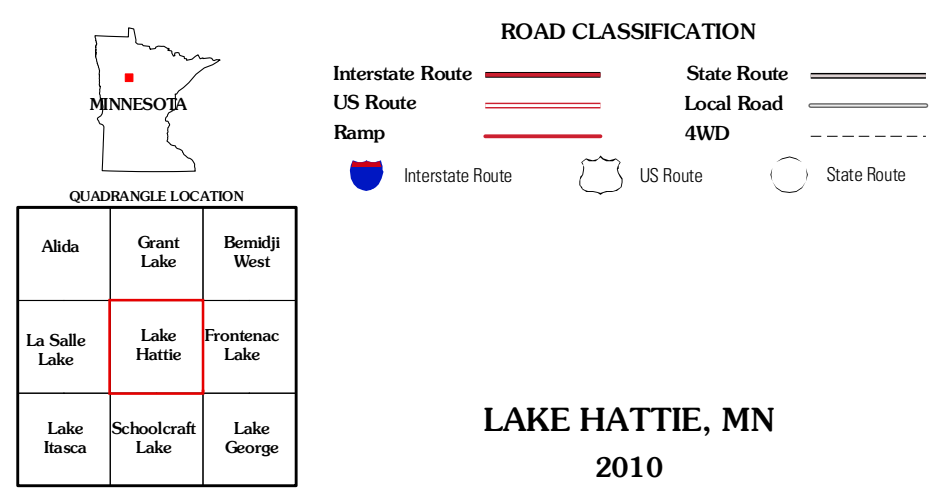 MINNESOTA
QUADRANGLE LOCATION
Alida
Grant
Lake
Bemidji
West
La Salle
Lake
Lake
Hattie
Frontenac
Lake
Lake
Itasca
Schoolcraft
Lake
Lake
George
ROAD CLASSIFICATION
Interstate Route
State Route
US Route
Local Road
Ramp
4WD
Interstate Route
US Route
State Route
LAKE HATTIE, MN
2010